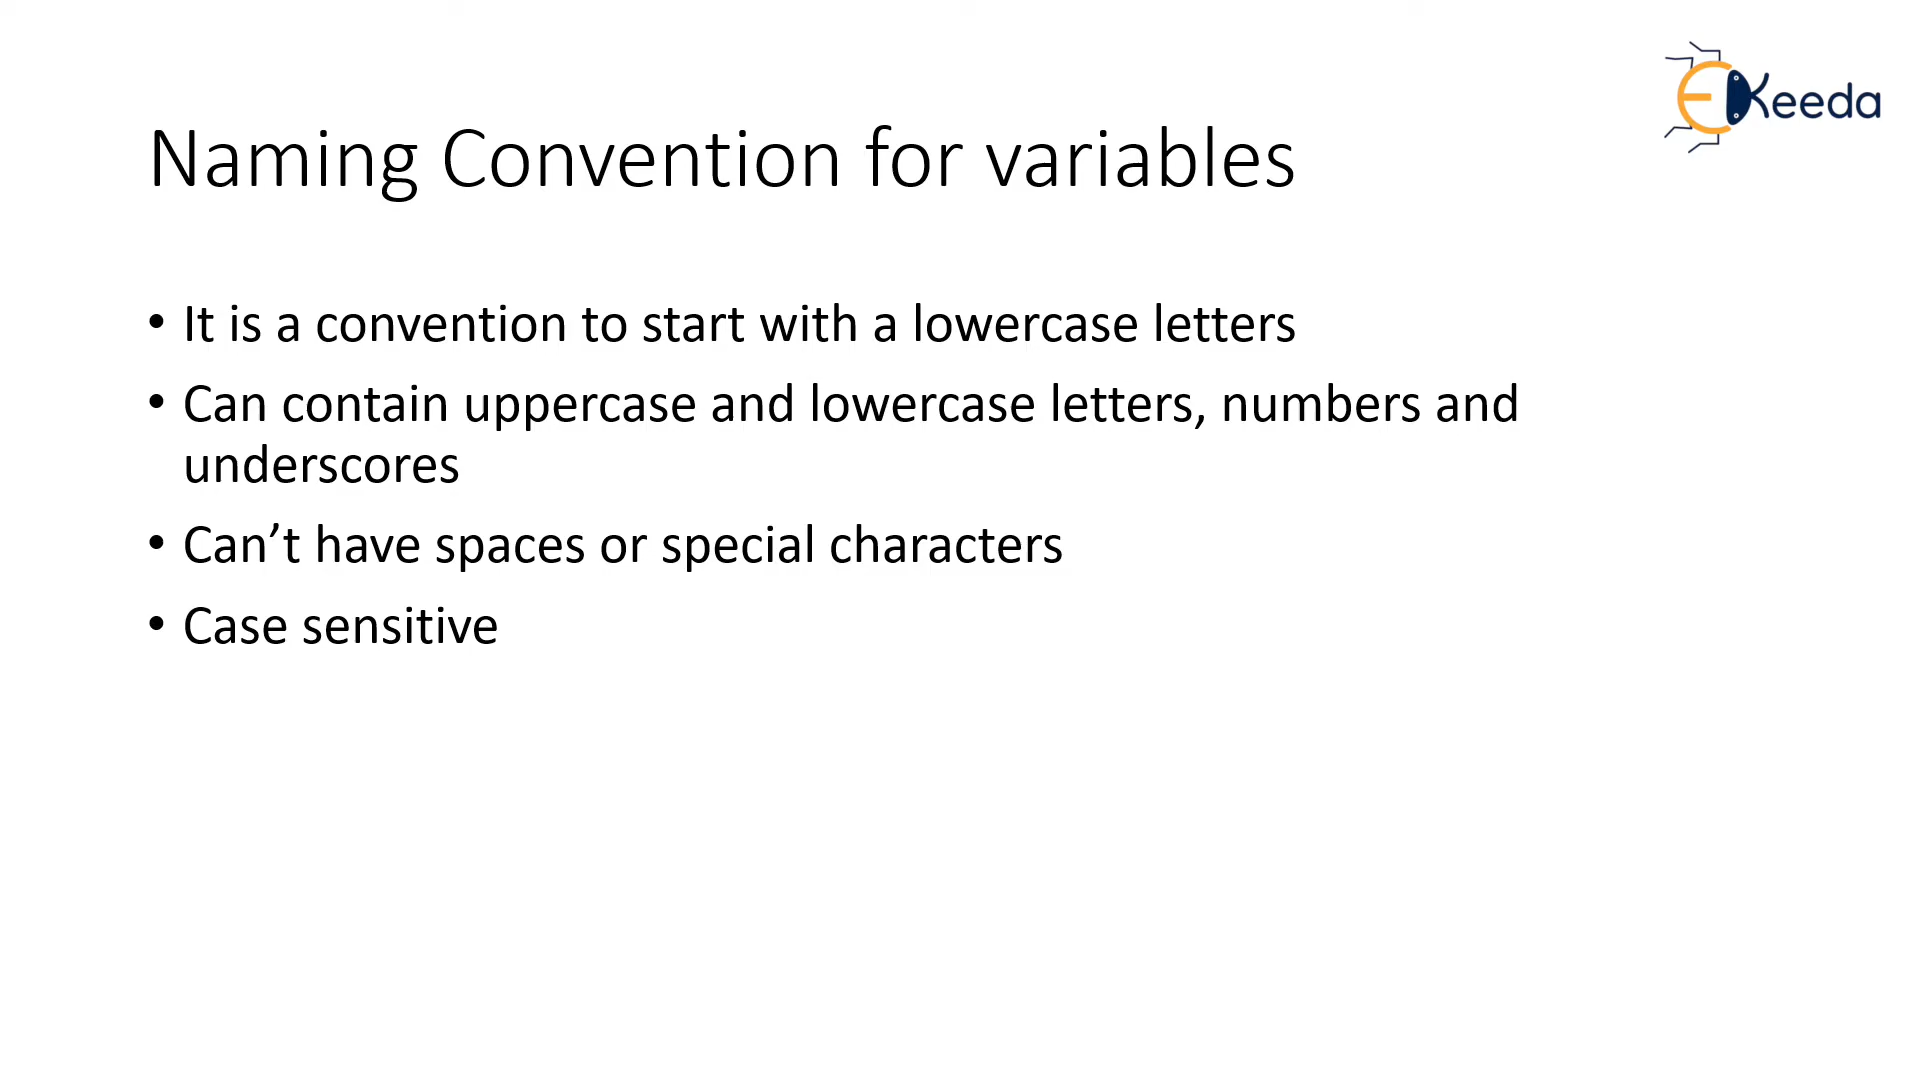 EKeeda
Naming Convention for variables
• It is a convention to start with a lowercase letters
• Can contain uppercase and lowercase letters, numbers and
underscores
• Can’t have spaces or special characters
• Case sensitive